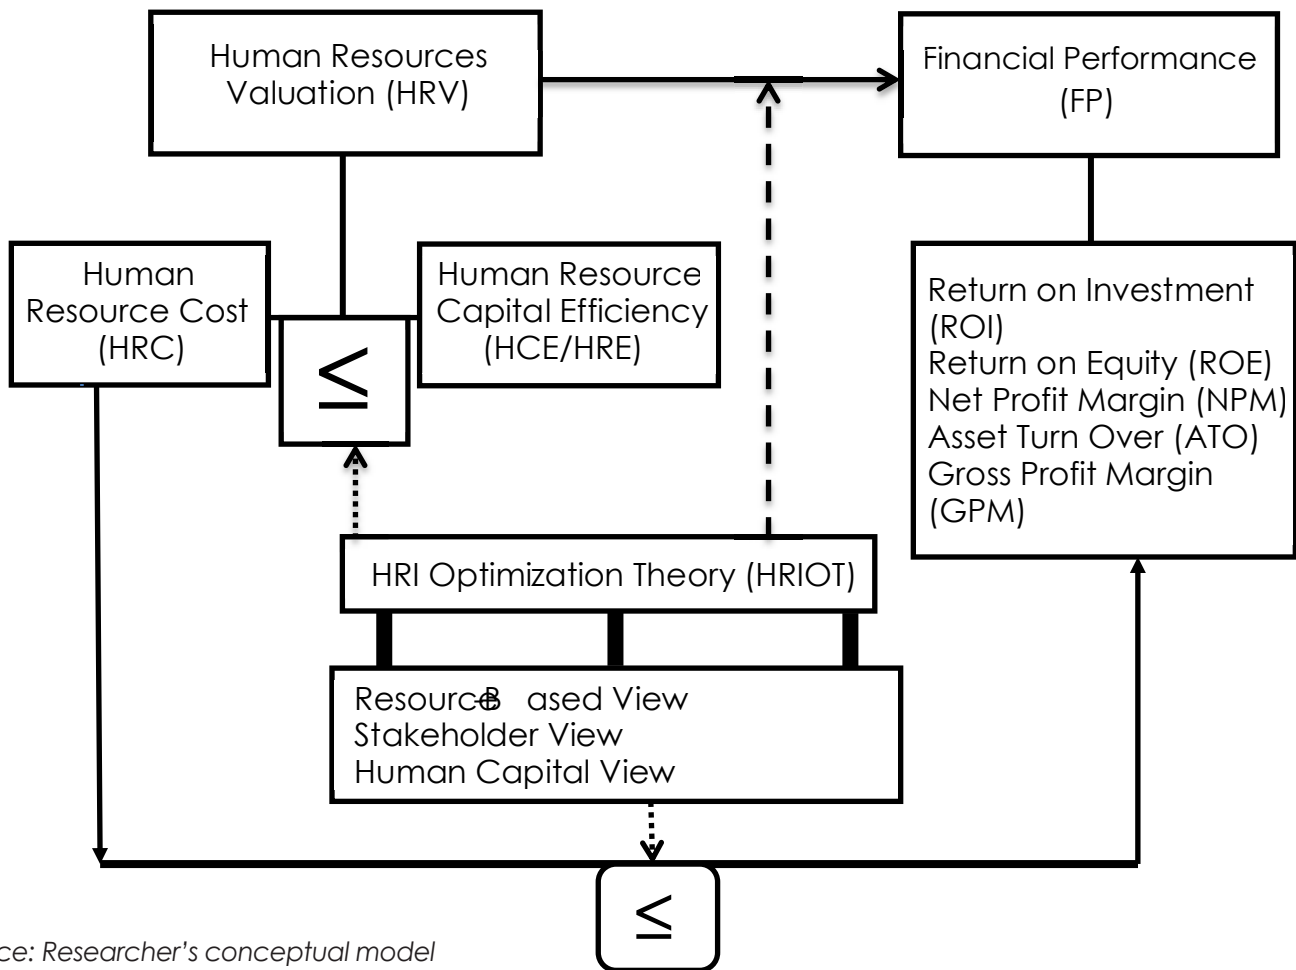 Human Resources
Valuation (HRV)
Financial Performance
(FP)
Human
Resource Cost
(HRC)
≤
Human Resource
Capital Efficiency
(HCE/HRE)
Return on Investment
(ROI)
Return on Equity (ROE)
Net Profit Margin (NPM)
Asset Turn Over (ATO)
Gross Profit Margin
(GPM)
HRI Optimization Theory (HRIOT)
Resource-Based View
Stakeholder View
Human Capital View
≤
ce: Researcher's conceptual model